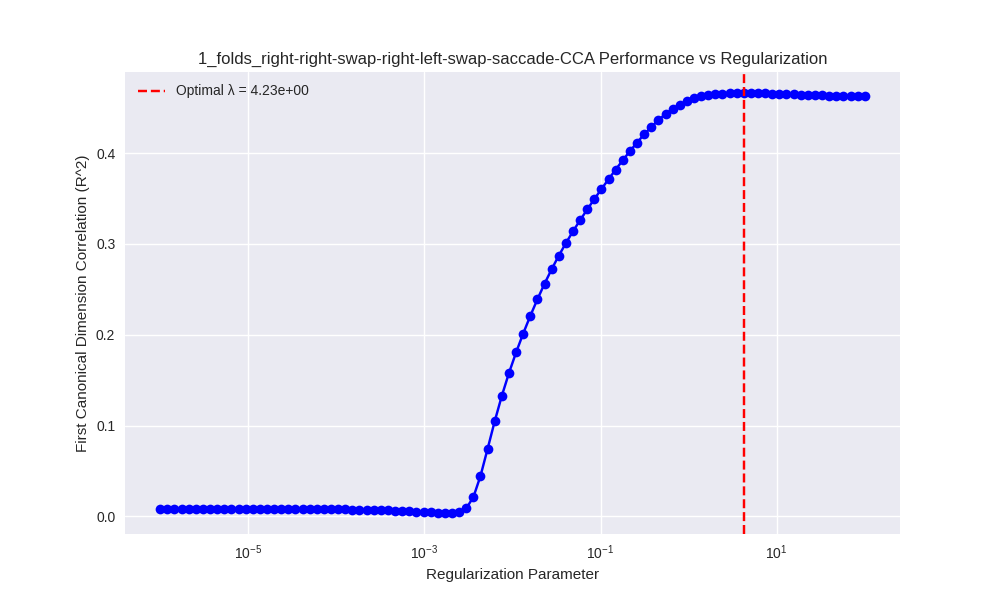 1_folds_right-right-swap-right-left-swap-saccade-CCA Performance vs Regularization
Optimal λ = 4.23e+00
First Canonical Dimension Correlation (R^2)
0.4
0.3
0.2
0.1
0.0
10⁻⁵
10⁻³
10⁻¹
10¹
Regularization Parameter